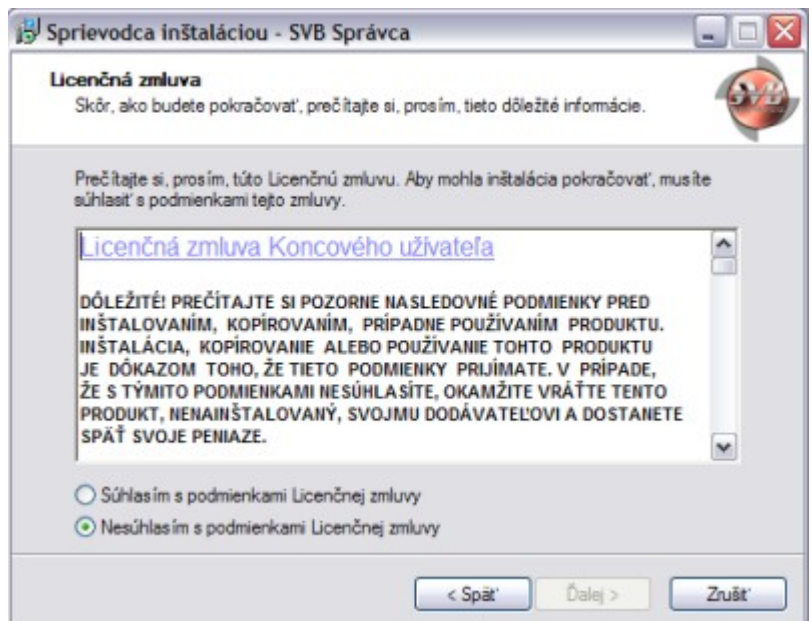 Sprievodca inštaláciou - SVB Správca
Licenčná zmluva
Skôr, ako budete pokračovať, prečítajte si, prosím, tieto dôležité informácie.
SVB
Prečítajte si, prosím, túto Licenčnú zmluvu. Aby mohla inštalácia pokračovať, musíte
súhlasiť s podmienkami tejto zmluvy.
Licenčná zmluva Koncového užívateľa
DÔLEŽITÉ! PREČÍTAJTE SI POZORNE NASLEDOVNÉ PODMIENKY PRED
INŠTALOVANÍM, KOPÍROVANÍM, PRÍPADNE POUŽÍVANÍM PRODUKTU.
INŠTALÁCIA, KOPÍROVANIE ALEBO POUŽÍVANIE TOHTO PRODUKTU
JE DÔKAZOM TOHO, ŽE TIETO PODMIENKY PRIJÍMATE. V PRÍPADE,
ŽE S TÝMITO PODMIENKAMI NESÚHLASÍTE, OKAMŽITE VRÁŤTE TENTO
PRODUKT, NENAINŠTALOVANÝ, SVOJMU DODÁVATEĽOVI A DOSTANETE
SPÄŤ SVOJE PENIAZE.
Súhlasím s podmienkami Licenčnej zmluvy
Nesúhlasím s podmienkami Licenčnej zmluvy
< Späť
Ďalej >
Zrušiť